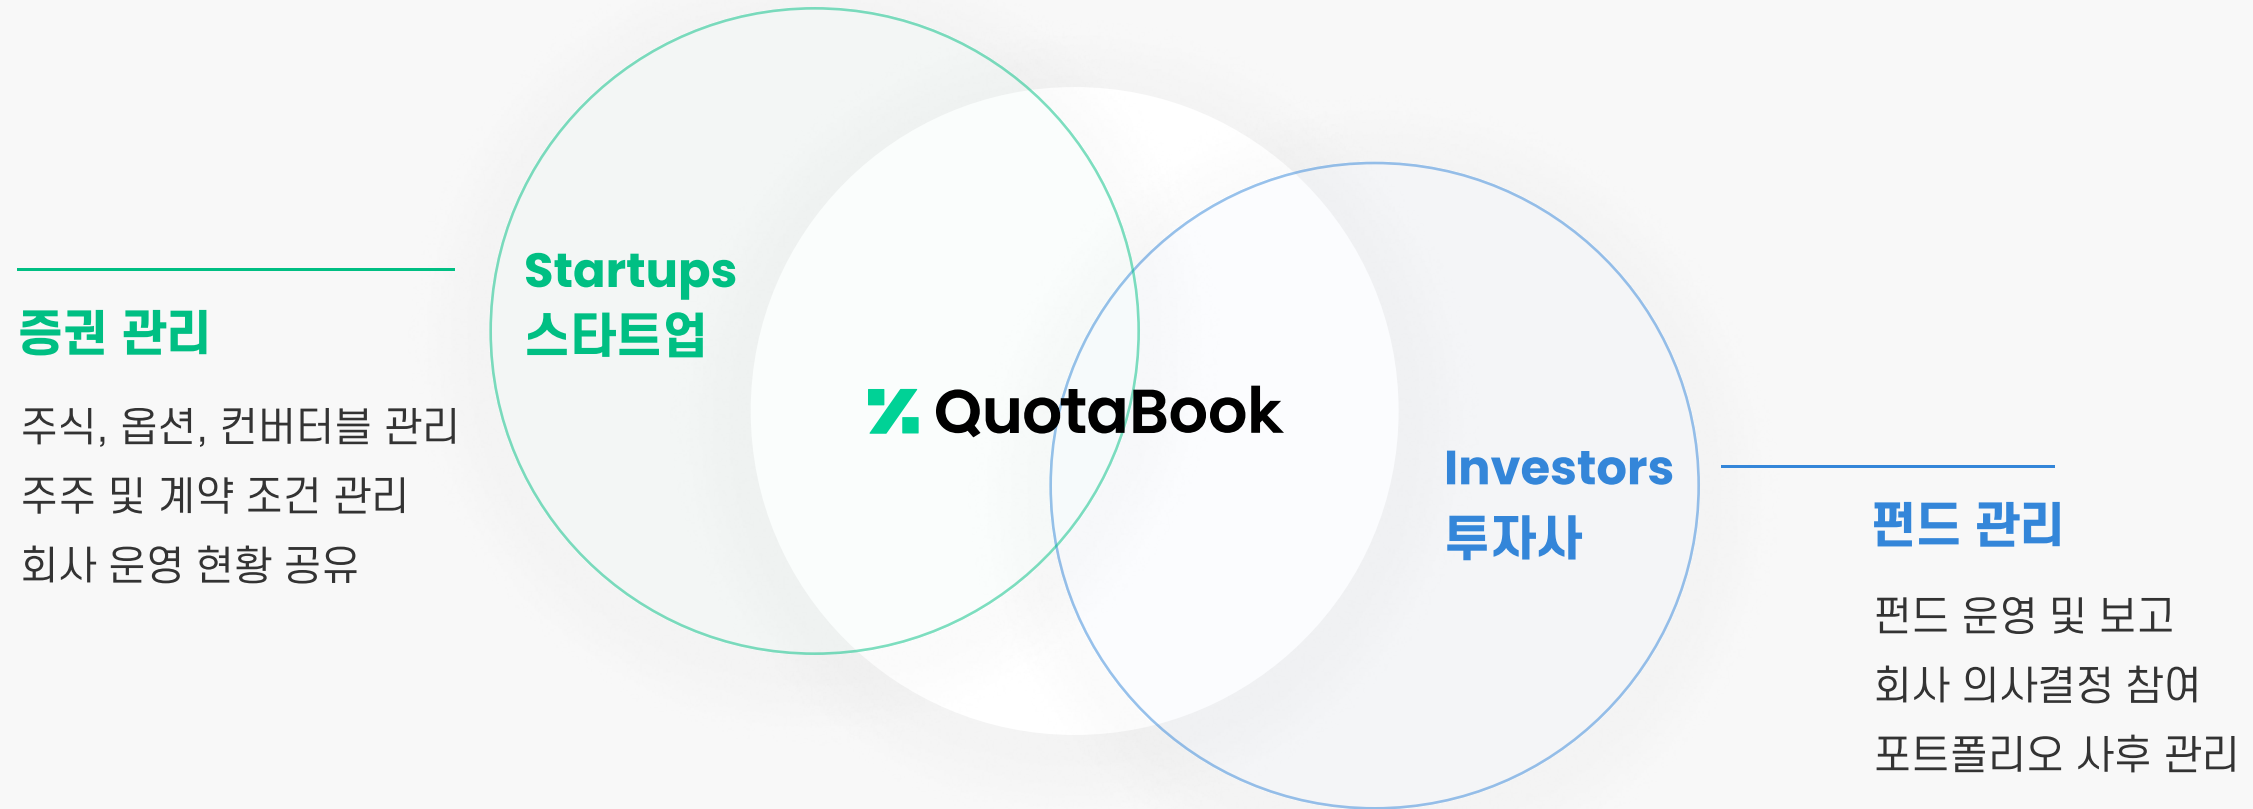 증권 관리
주식, 옵션, 컨버터블 관리
주주 및 계약 조건 관리
회사 운영 현황 공유
Startups
스타트업
QuotaBook
Investors
투자사
펀드 관리
펀드 운영 및 보고
회사 의사결정 참여
포트폴리오 사후 관리